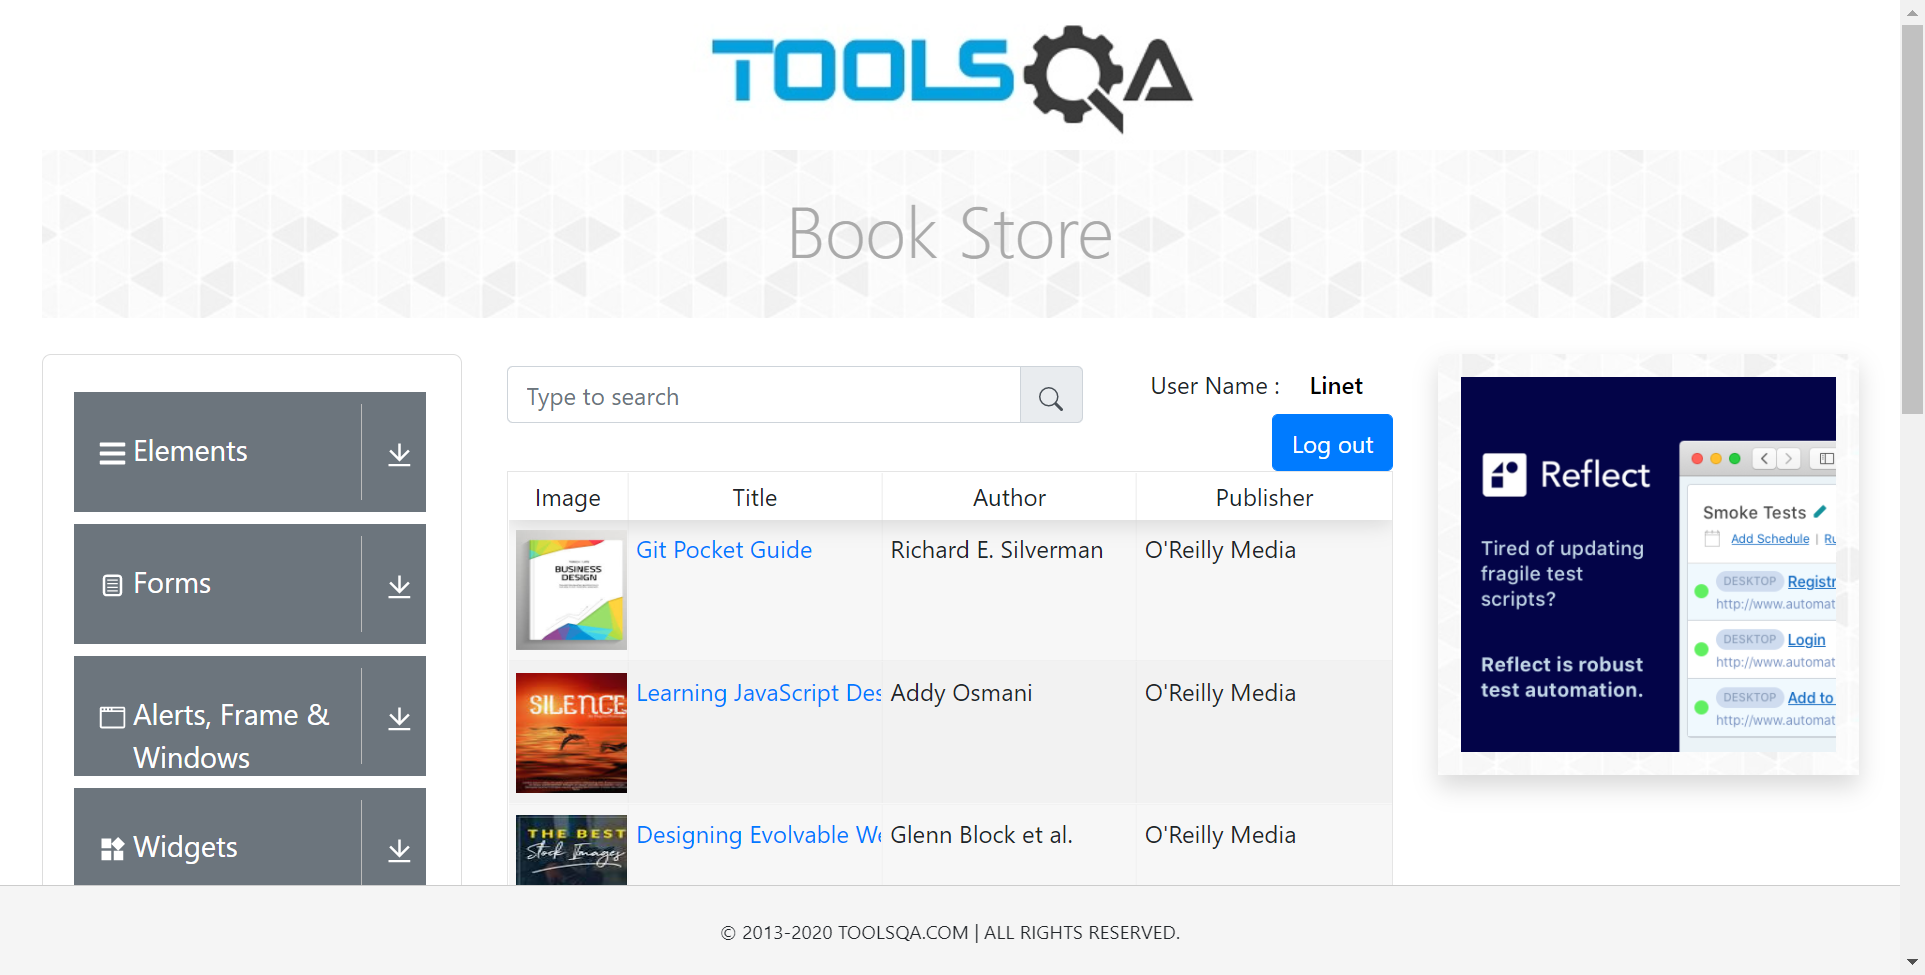 TOOLSQA
Book Store
Elements
Forms
Alerts, Frame &
Windows
Widgets
Type to search
User Name : Linet
Log out
Image Title Author Publisher
BUSINESS
DESIGN
Git Pocket Guide Richard E. Silverman O'Reilly Media
SILENCE
Learning JavaScript Des Addy Osmani O'Reilly Media
THE BEST
Stock Images
Designing Evolvable We Glenn Block et al. O'Reilly Media
Reflect
Tired of updating
fragile test
scripts?
Reflect is robust
test automation.
Smoke Tests
Add Schedule | Ru
DESKTOP Registr
http://www.automat
DESKTOP Login
http://www.automat
DESKTOP Add to
http://www.automat
© 2013-2020 TOOLSQA.COM | ALL RIGHTS RESERVED.